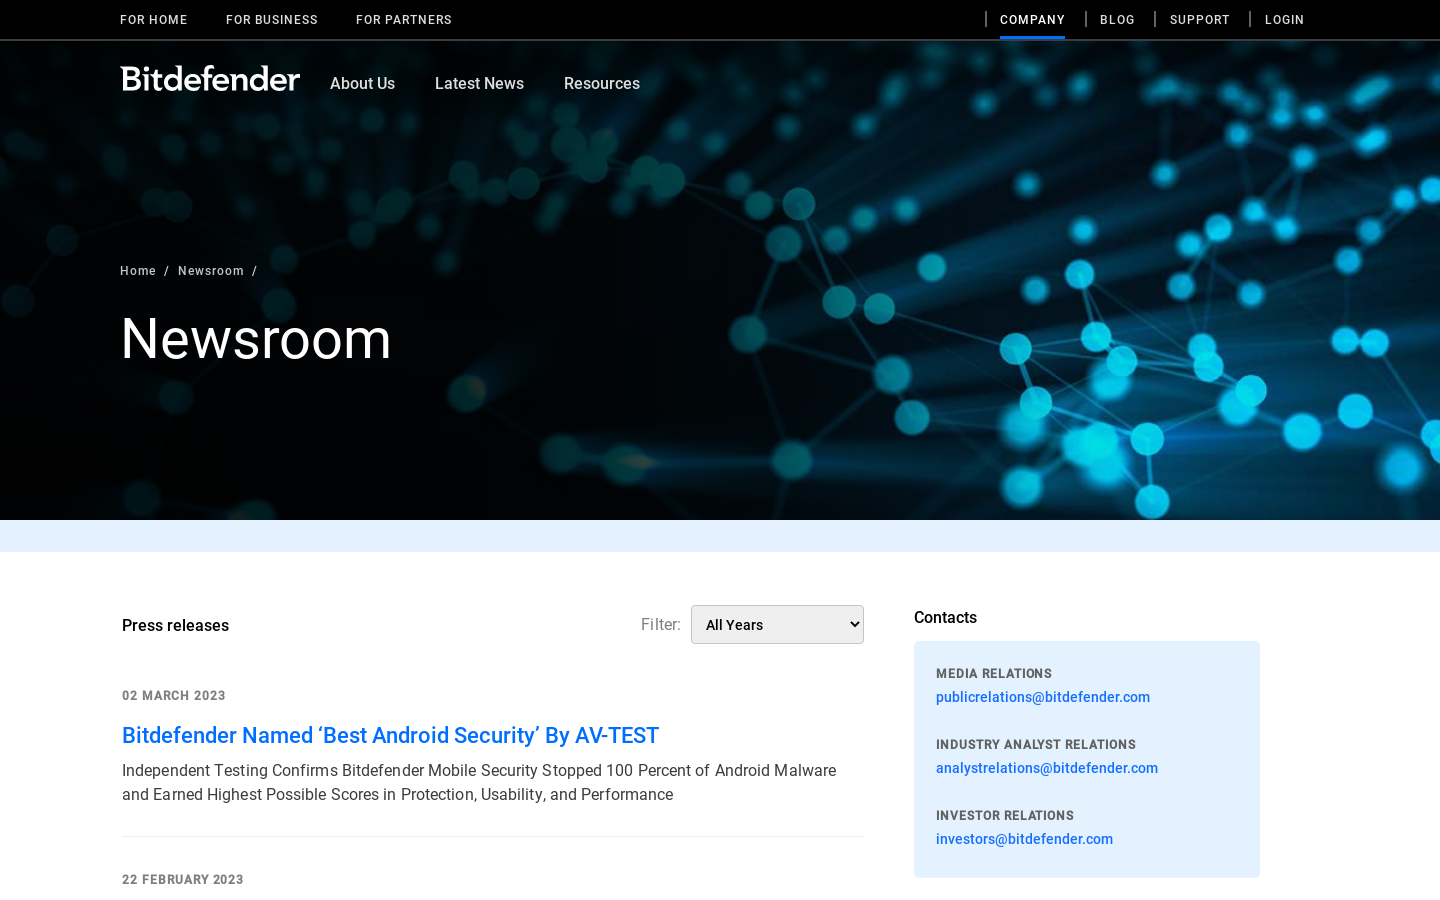 FOR HOME
FOR BUSINESS
FOR PARTNERS
COMPANY
BLOG
SUPPORT
LOGIN
Bitdefender
About Us
Latest News
Resources
Home / Newsroom /
Newsroom
Press releases
Filter:
All Years
02 MARCH 2023
Bitdefender Named ‘Best Android Security’ By AV-TEST
Independent Testing Confirms Bitdefender Mobile Security Stopped 100 Percent of Android Malware
and Earned Highest Possible Scores in Protection, Usability, and Performance
22 FEBRUARY 2023
Contacts
MEDIA RELATIONS
publicrelations@bitdefender.com
INDUSTRY ANALYST RELATIONS
analystrelations@bitdefender.com
INVESTOR RELATIONS
investors@bitdefender.com